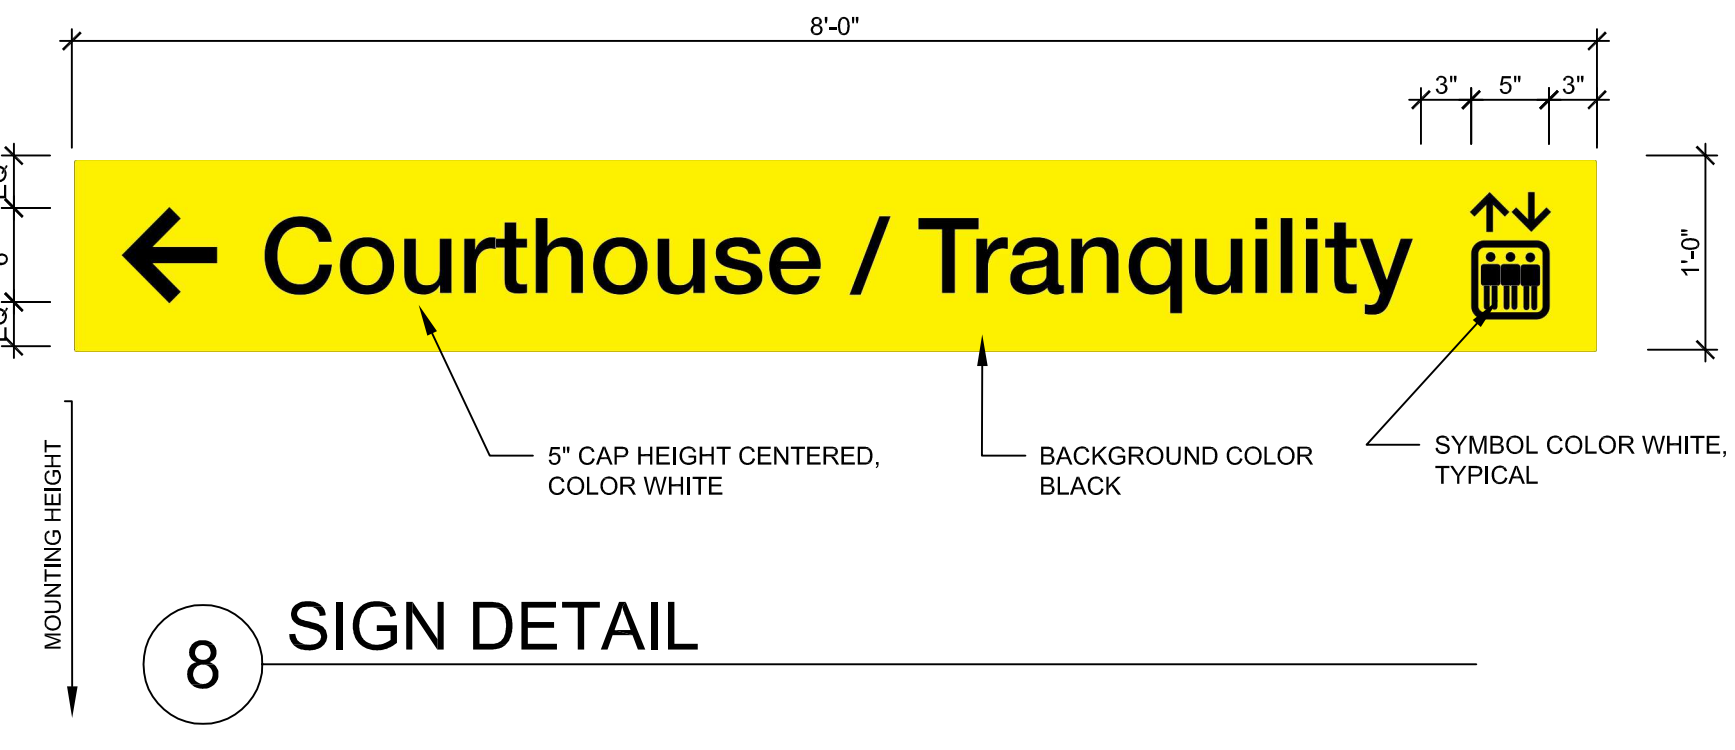 8'-0"
3" 5" 3"
Courthouse / Tranquility
1'-0"
5" CAP HEIGHT CENTERED,
COLOR WHITE
BACKGROUND COLOR
BLACK
SYMBOL COLOR WHITE,
TYPICAL
MOUNTING HEIGHT
8
SIGN DETAIL